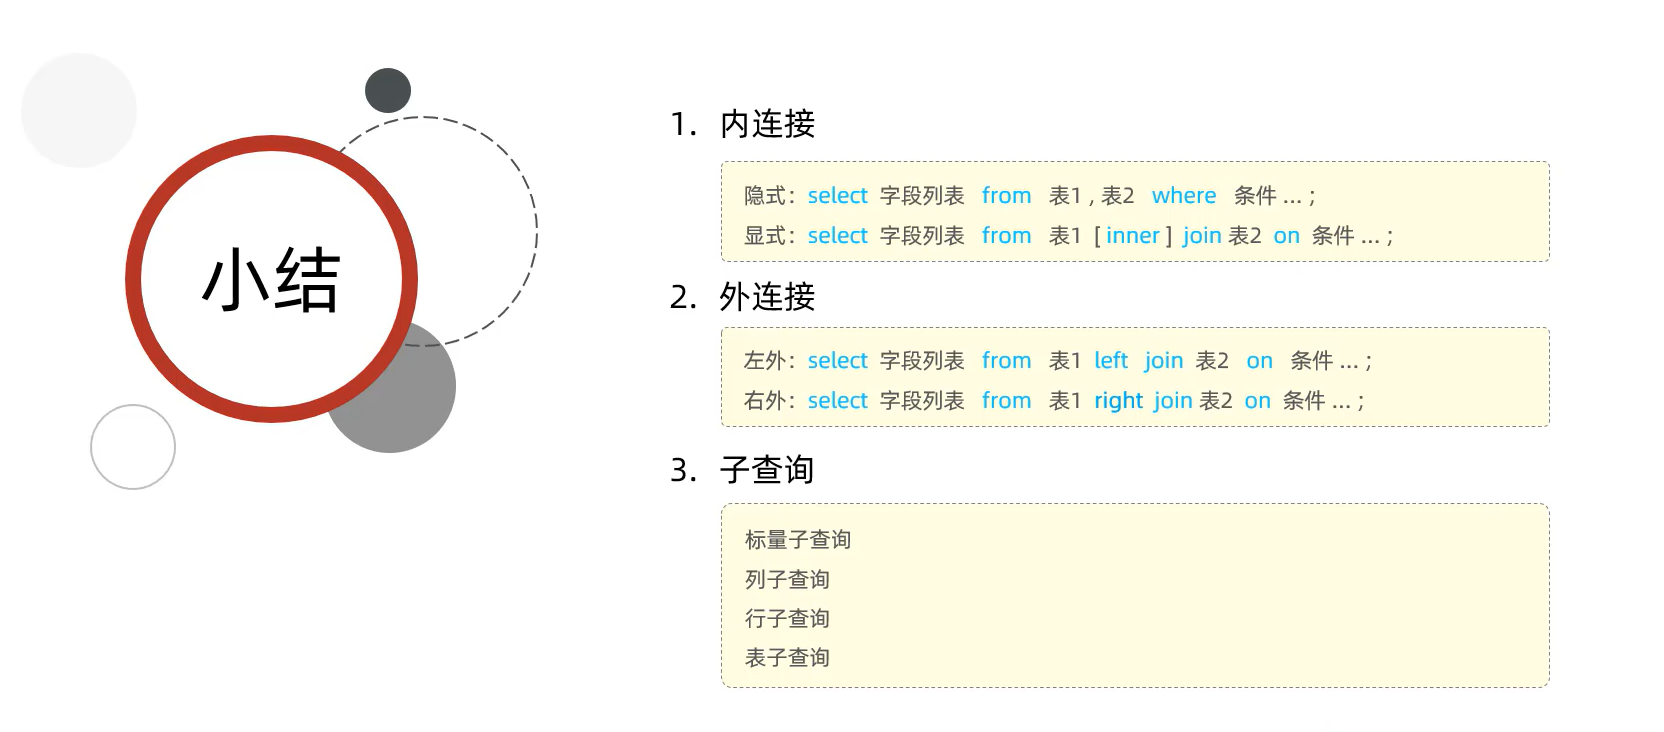 小结
1. 内连接
隐式：select 字段列表 from 表1 , 表2 where 条件 ... ;
显式：select 字段列表 from 表1 [ inner ] join 表2 on 条件 ... ;
2. 外连接
左外：select 字段列表 from 表1 left join 表2 on 条件 ... ;
右外：select 字段列表 from 表1 right join 表2 on 条件 ... ;
3. 子查询
标量子查询
列子查询
行子查询
表子查询